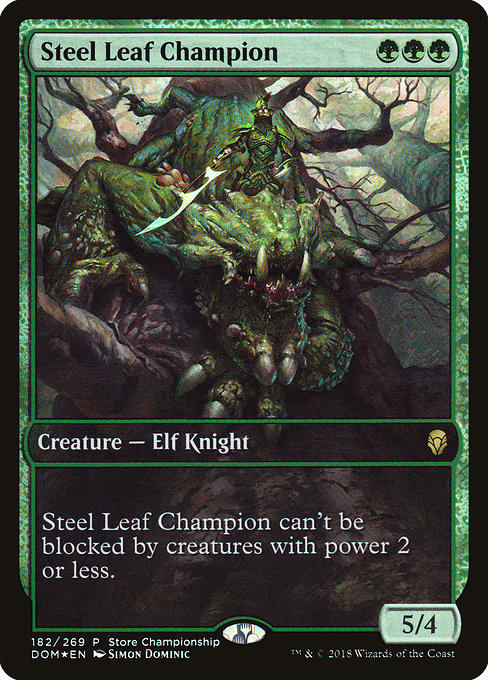 Steel Leaf Champion
Creature — Elf Knight
Steel Leaf Champion can't be
blocked by creatures with power 2
or less.
5/4
182/269 P Store Championship
DOM★EN Simon Dominic
™ & © 2018 Wizards of the Coast